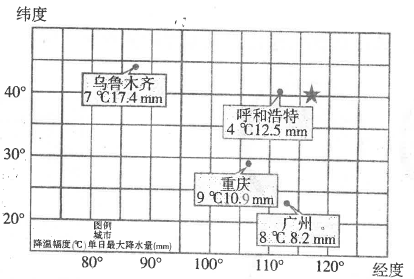 纬度
乌鲁木齐
7 ℃17.4 mm
40°
呼和浩特
4 ℃12.5 mm
30°
重庆
9 ℃10.9 mm
广州
8 ℃ 8.2 mm
20°
图例
城市
降温幅度(℃) 单日最大降水量(mm)
80° 90° 100° 110° 120° 经度